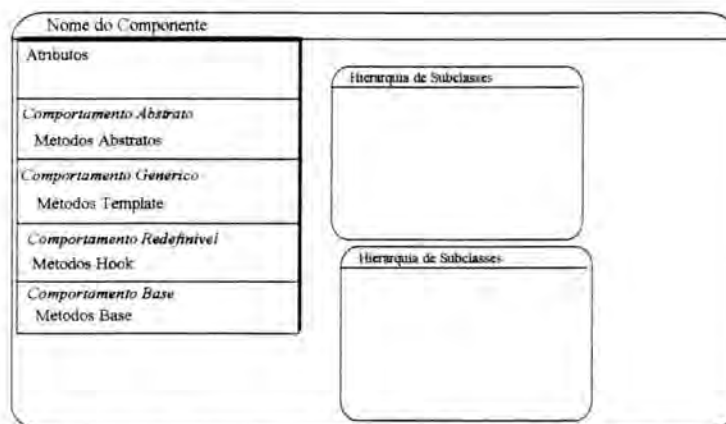 Nome do Componente
Atributos
Comportamento Abstrato
Metodos Abstratos
Comportamento Genérico
Métodos Template
Comportamento Redefinivel
Metodos Hook
Comportamento Base
Metodos Base
Hierarquia de Subclasses
Hierarquia de Subclasses